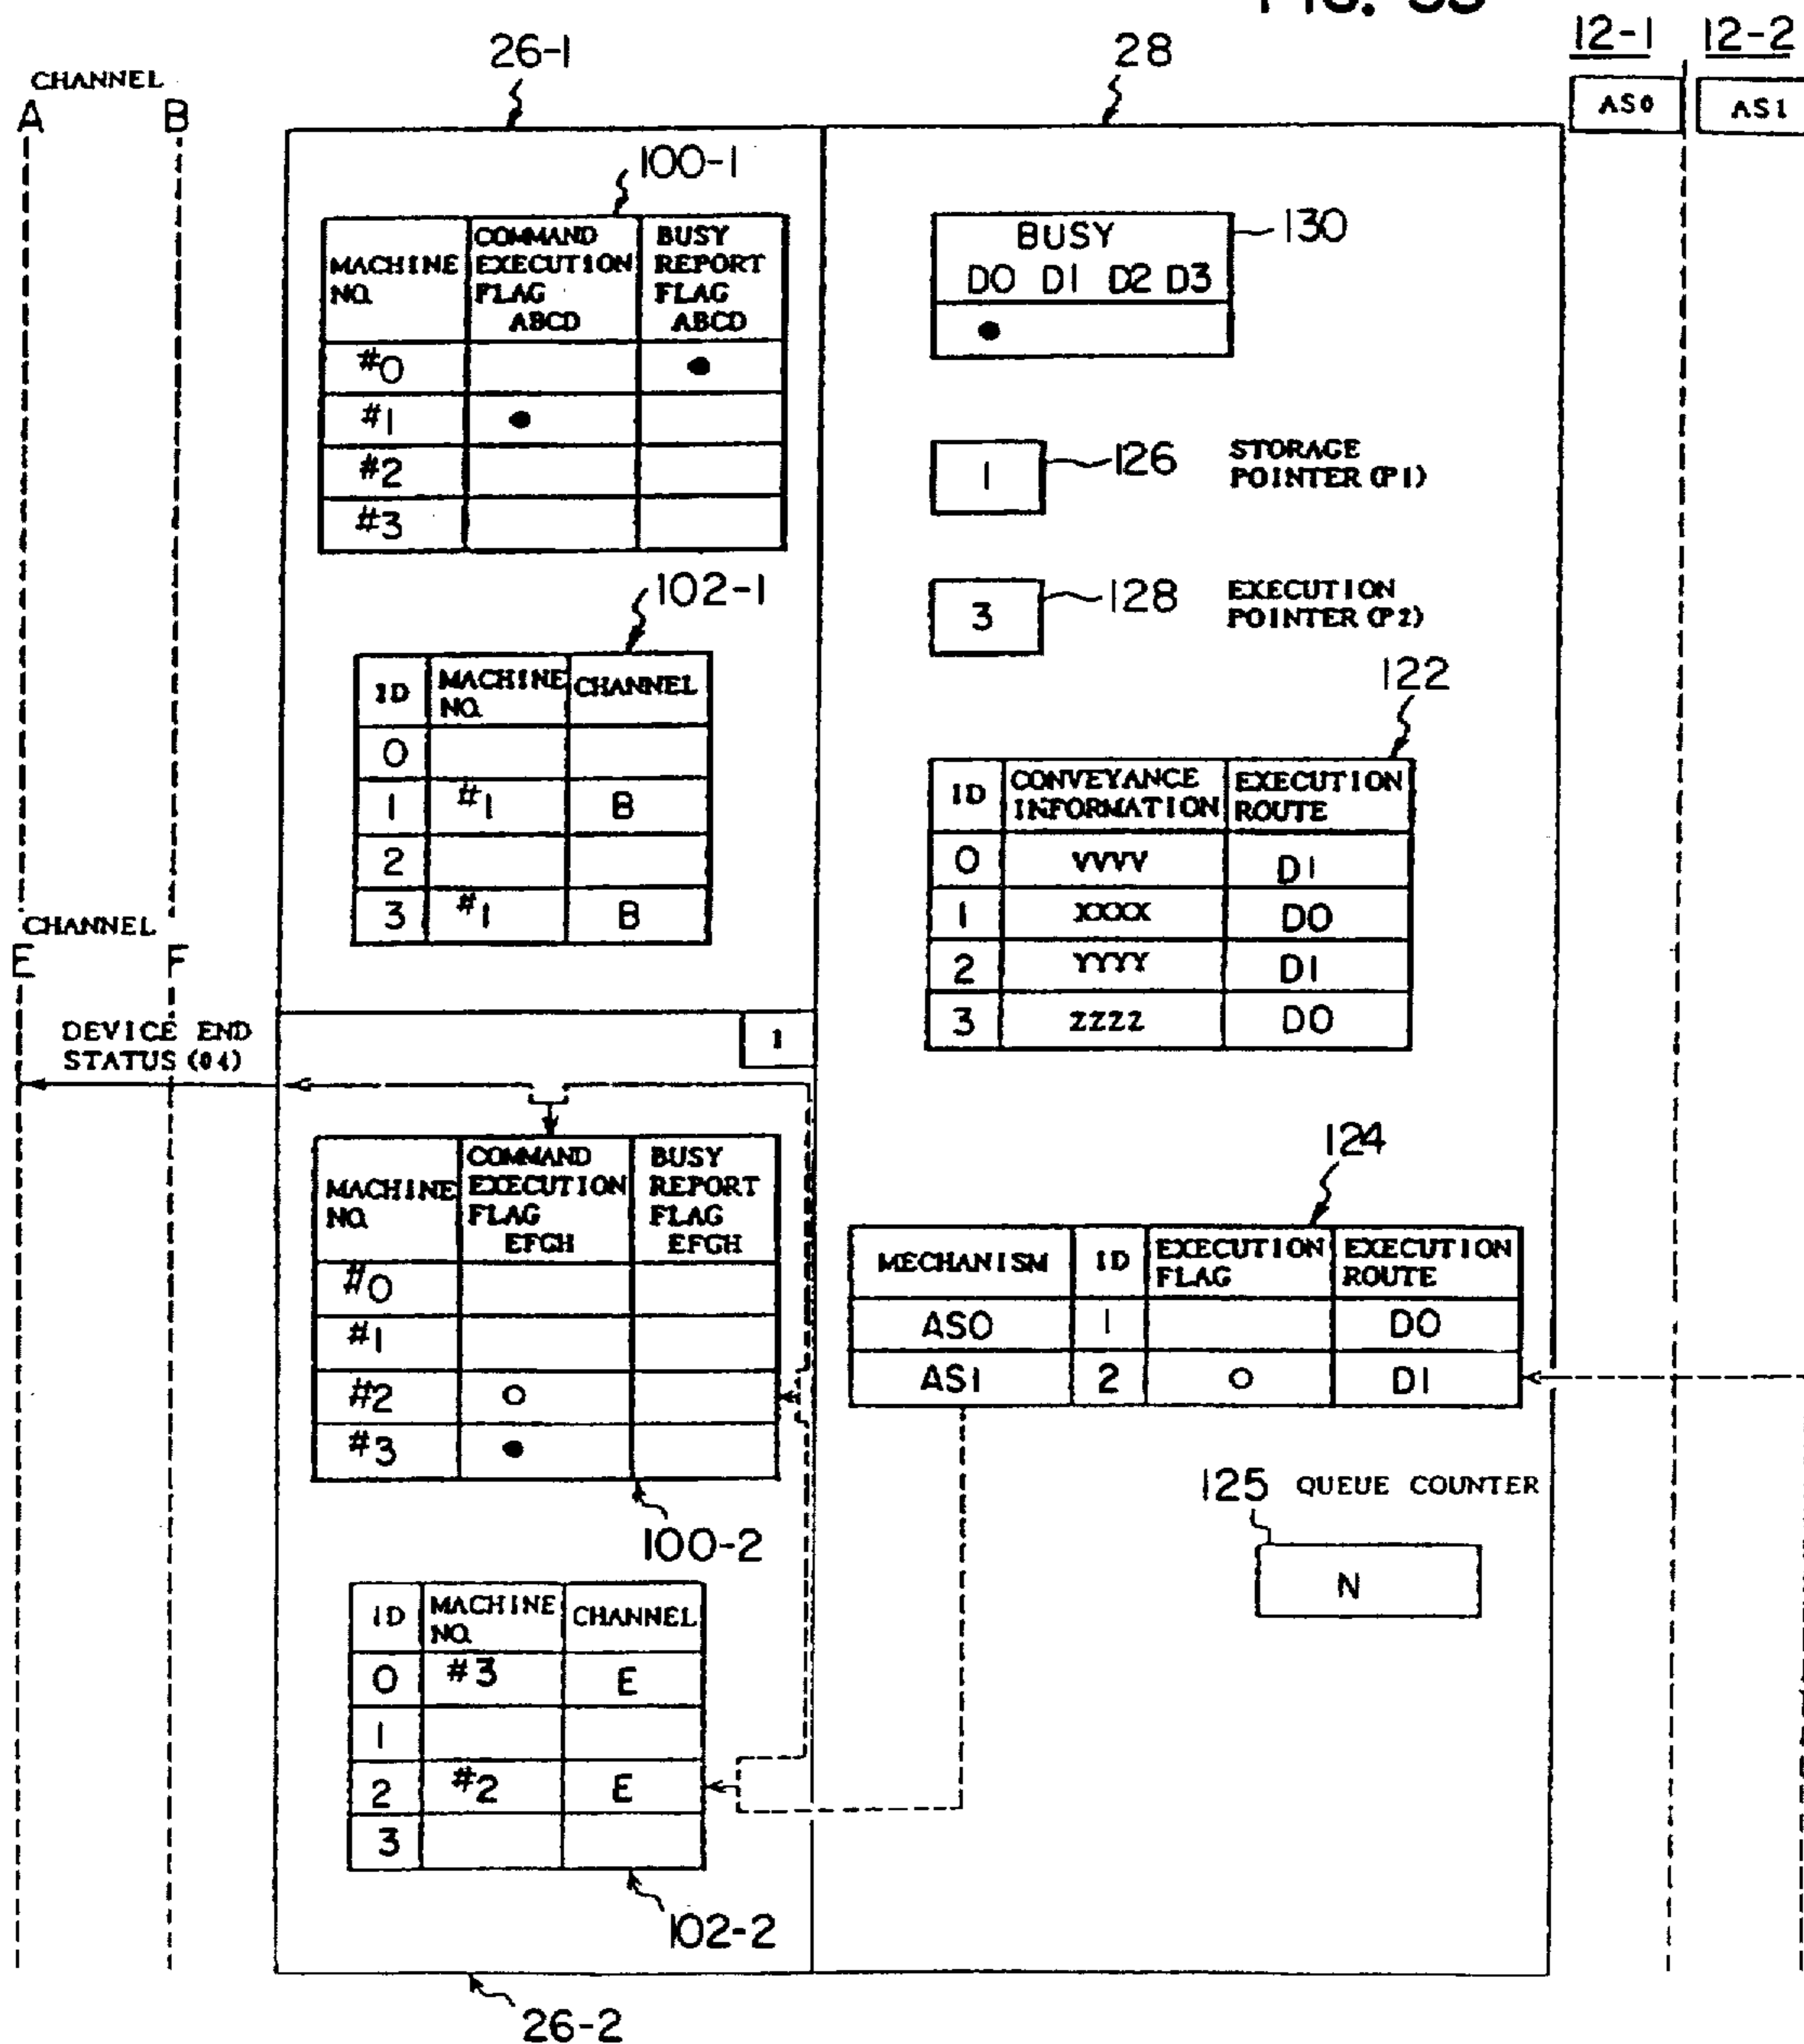 12-1 12-2
26-1
28
CHANNEL
A B
AS0 AS1
100-1
MACHINE NO. COMMAND EXECUTION FLAG ABCD BUSY REPORT FLAG ABCD
#0 ●
#1 ●
#2
#3
BUSY
D0 D1 D2 D3
●
130
1 126 STORAGE POINTER (P1)
3 128 EXECUTION POINTER (P2)
102-1
ID MACHINE NO. CHANNEL
0
1 #1 B
2
3 #1 B
122
ID CONVEYANCE INFORMATION EXECUTION ROUTE
0 VVVV D1
1 XXXX D0
2 YYYY D1
3 ZZZZ D0
CHANNEL
E F
DEVICE END
STATUS (04)
1
MACHINE NO. COMMAND EXECUTION FLAG EFGH BUSY REPORT FLAG EFGH
#0
#1
#2 ○
#3 ●
100-2
124
MECHANISM ID EXECUTION FLAG EXECUTION ROUTE
AS0 1 D0
AS1 2 ○ D1
125 QUEUE COUNTER
N
ID MACHINE NO. CHANNEL
0 #3 E
1
2 #2 E
3
102-2
26-2